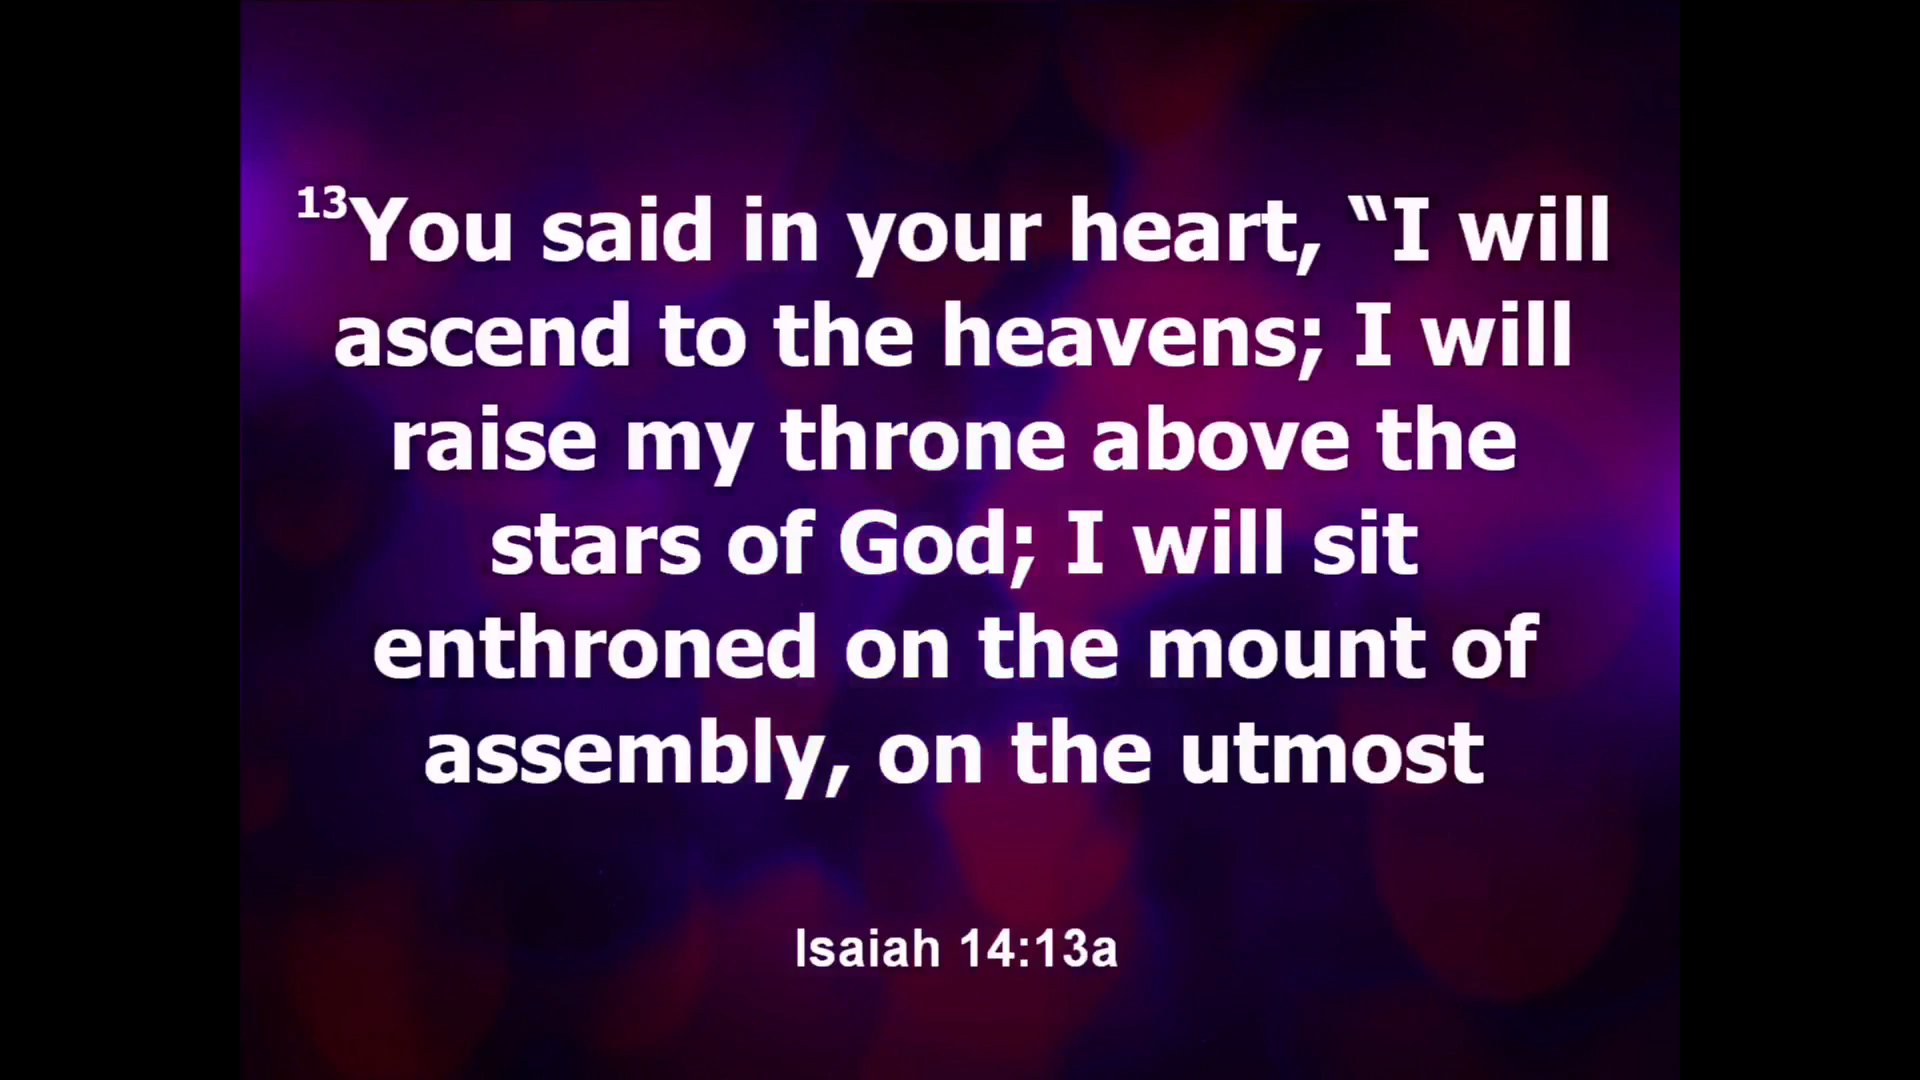 13You said in your heart, “I will
ascend to the heavens; I will
raise my throne above the
stars of God; I will sit
enthroned on the mount of
assembly, on the utmost
Isaiah 14:13a